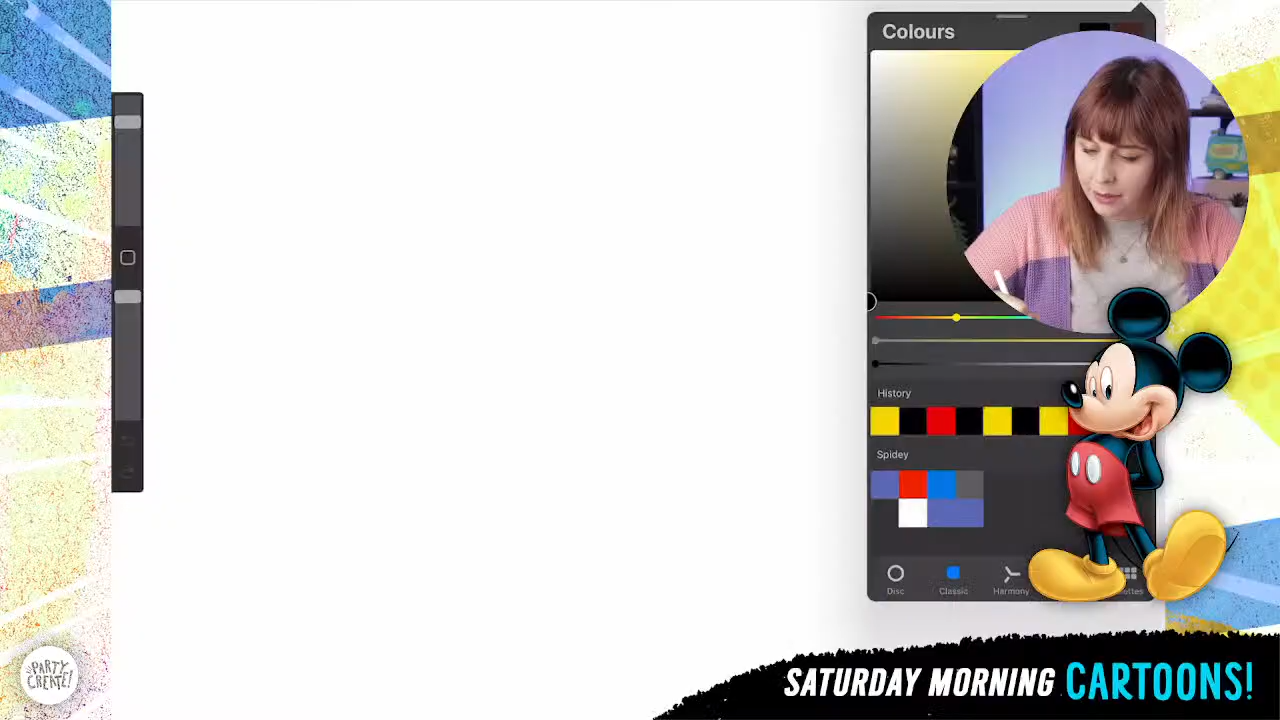 Colours
History
Spidey
Disc
Classic
Harmony
PARTY
CREATE!
SATURDAY MORNING CARTOONS!